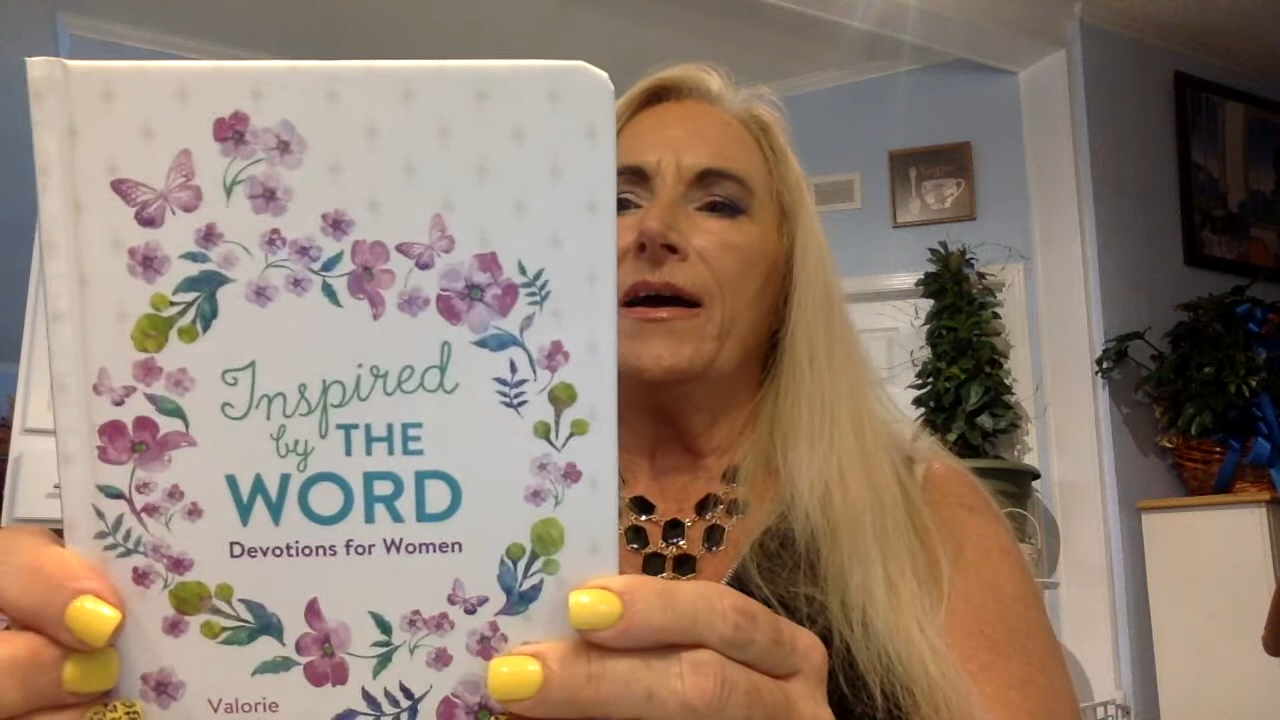 Inspired
by THE
WORD
Devotions for Women
Valorie